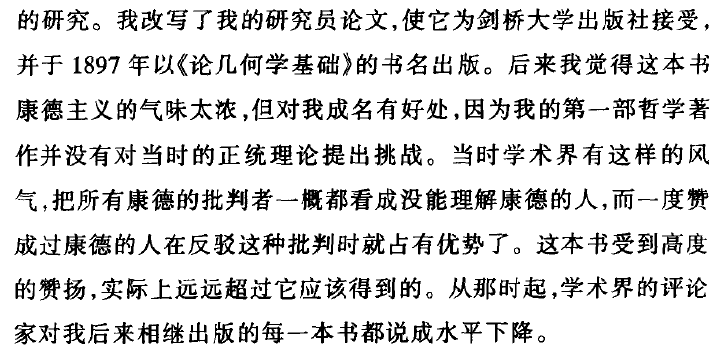 的研究。我改写了我的研究员论文,使它为剑桥大学出版社接受,
并于 1897 年以《论几何学基础》的书名出版。后来我觉得这本书
康德主义的气味太浓,但对我成名有好处,因为我的第一部哲学著
作并没有对当时的正统理论提出挑战。当时学术界有这样的风
气,把所有康德的批判者一概都看成没能理解康德的人,而一度赞
成过康德的人在反驳这种批判时就占有优势了。这本书受到高度
的赞扬,实际上远远超过它应该得到的。从那时起,学术界的评论
家对我后来相继出版的每一本书都说成水平下降。